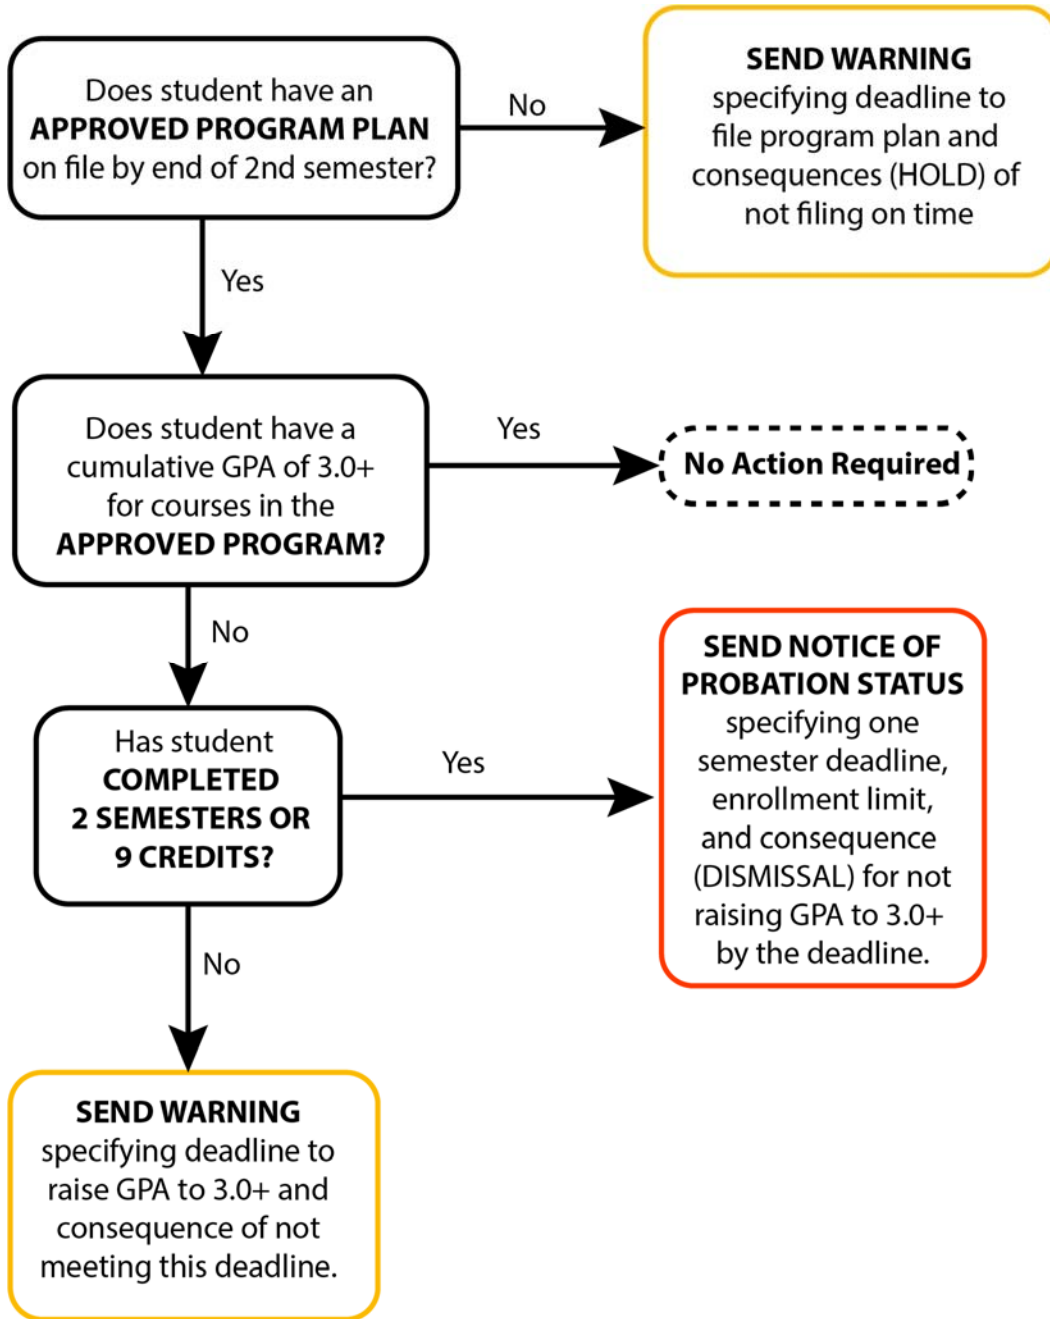 Does student have an
APPROVED PROGRAM PLAN
on file by end of 2nd semester?
No
SEND WARNING
specifying deadline to
file program plan and
consequences (HOLD) of
not filing on time
Yes
Does student have a
cumulative GPA of 3.0+
for courses in the
APPROVED PROGRAM?
Yes
No Action Required
No
Has student
COMPLETED
2 SEMESTERS OR
9 CREDITS?
Yes
SEND NOTICE OF
PROBATION STATUS
specifying one
semester deadline,
enrollment limit,
and consequence
(DISMISSAL) for not
raising GPA to 3.0+
by the deadline.
No
SEND WARNING
specifying deadline to
raise GPA to 3.0+ and
consequence of not
meeting this deadline.